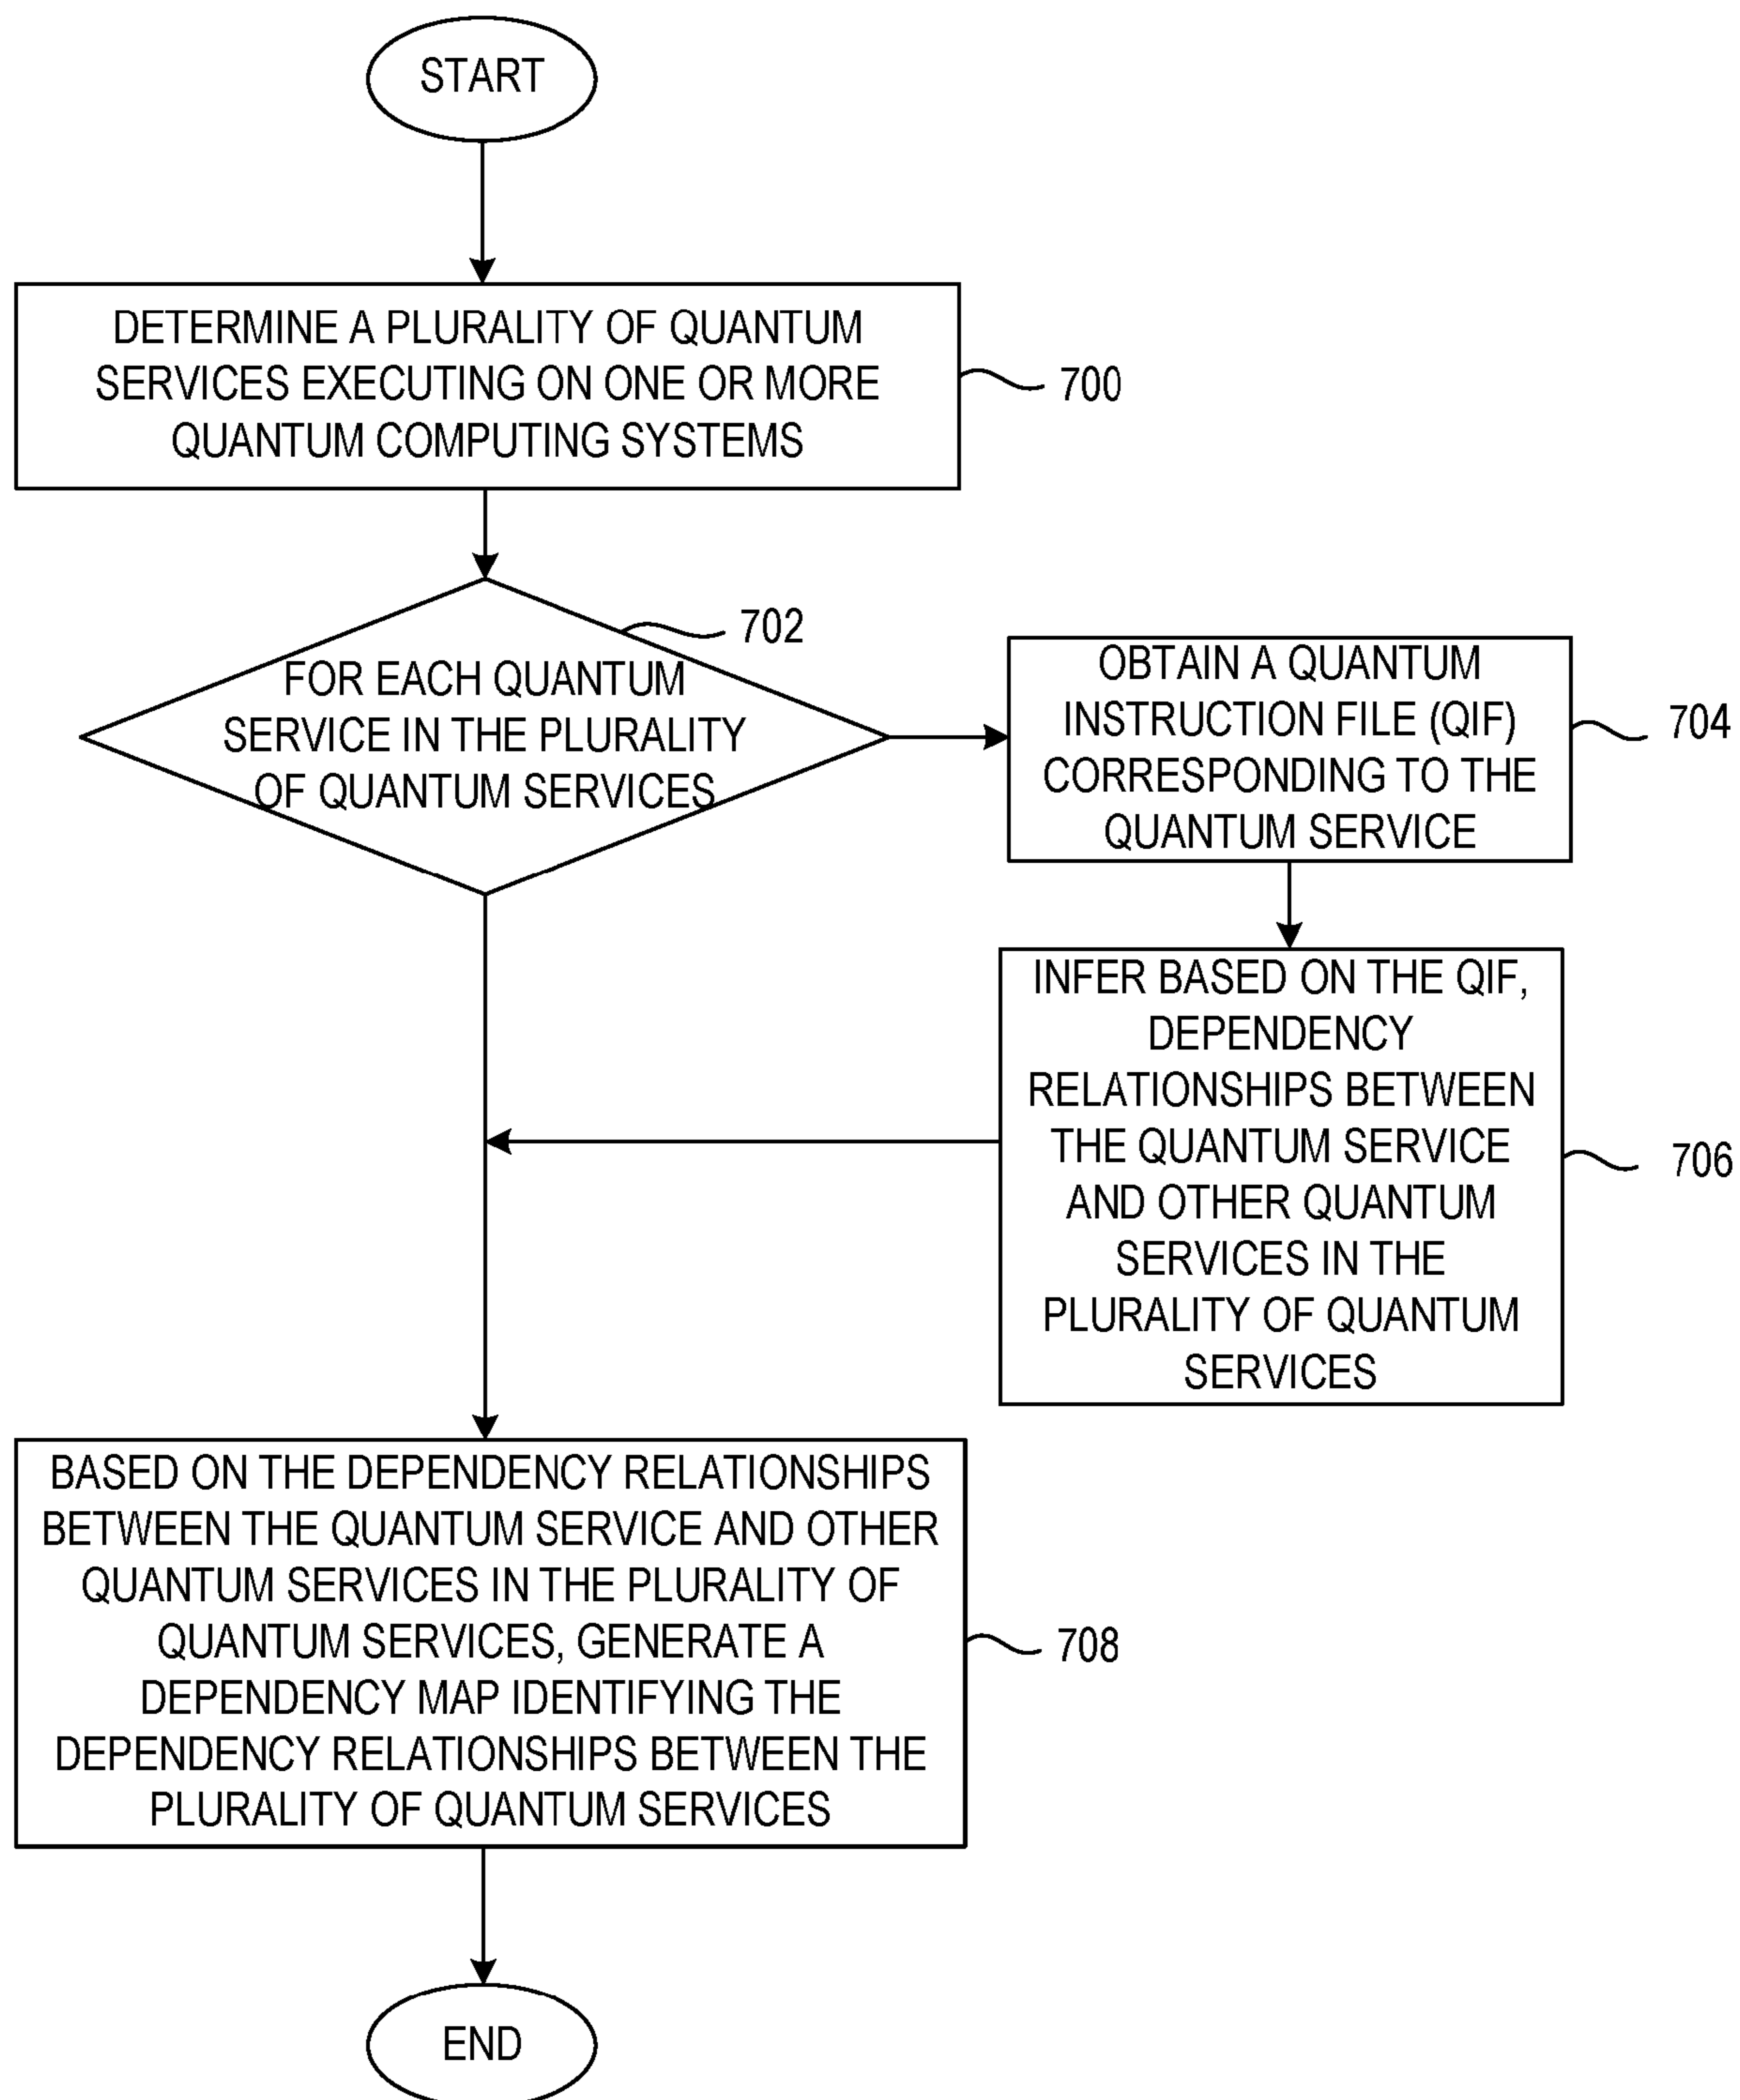 START
DETERMINE A PLURALITY OF QUANTUM
SERVICES EXECUTING ON ONE OR MORE
QUANTUM COMPUTING SYSTEMS
700
702
FOR EACH QUANTUM
SERVICE IN THE PLURALITY
OF QUANTUM SERVICES
OBTAIN A QUANTUM
INSTRUCTION FILE (QIF)
CORRESPONDING TO THE
QUANTUM SERVICE
704
INFER BASED ON THE QIF,
DEPENDENCY
RELATIONSHIPS BETWEEN
THE QUANTUM SERVICE
AND OTHER QUANTUM
SERVICES IN THE
PLURALITY OF QUANTUM
SERVICES
706
BASED ON THE DEPENDENCY RELATIONSHIPS
BETWEEN THE QUANTUM SERVICE AND OTHER
QUANTUM SERVICES IN THE PLURALITY OF
QUANTUM SERVICES, GENERATE A
DEPENDENCY MAP IDENTIFYING THE
DEPENDENCY RELATIONSHIPS BETWEEN THE
PLURALITY OF QUANTUM SERVICES
708
END